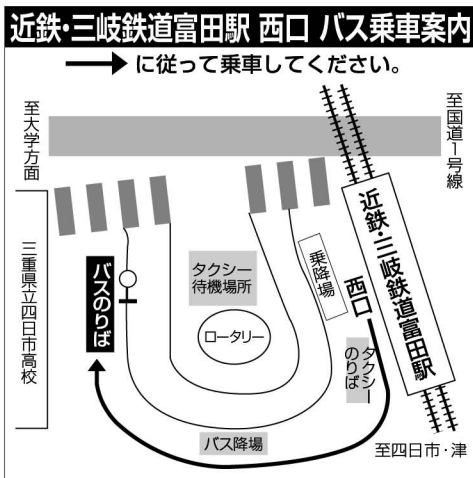 近鉄・三岐鉄道富田駅 西口 バス乗車案内
→ に従って乗車してください。
至大学方面
至国道1号線
三重県立四日市高校
バスのりば
タクシー
待機場所
ロータリー
乗降場
西口
近鉄・三岐鉄道富田駅
タクシー
のりば
バス降場
至四日市・津